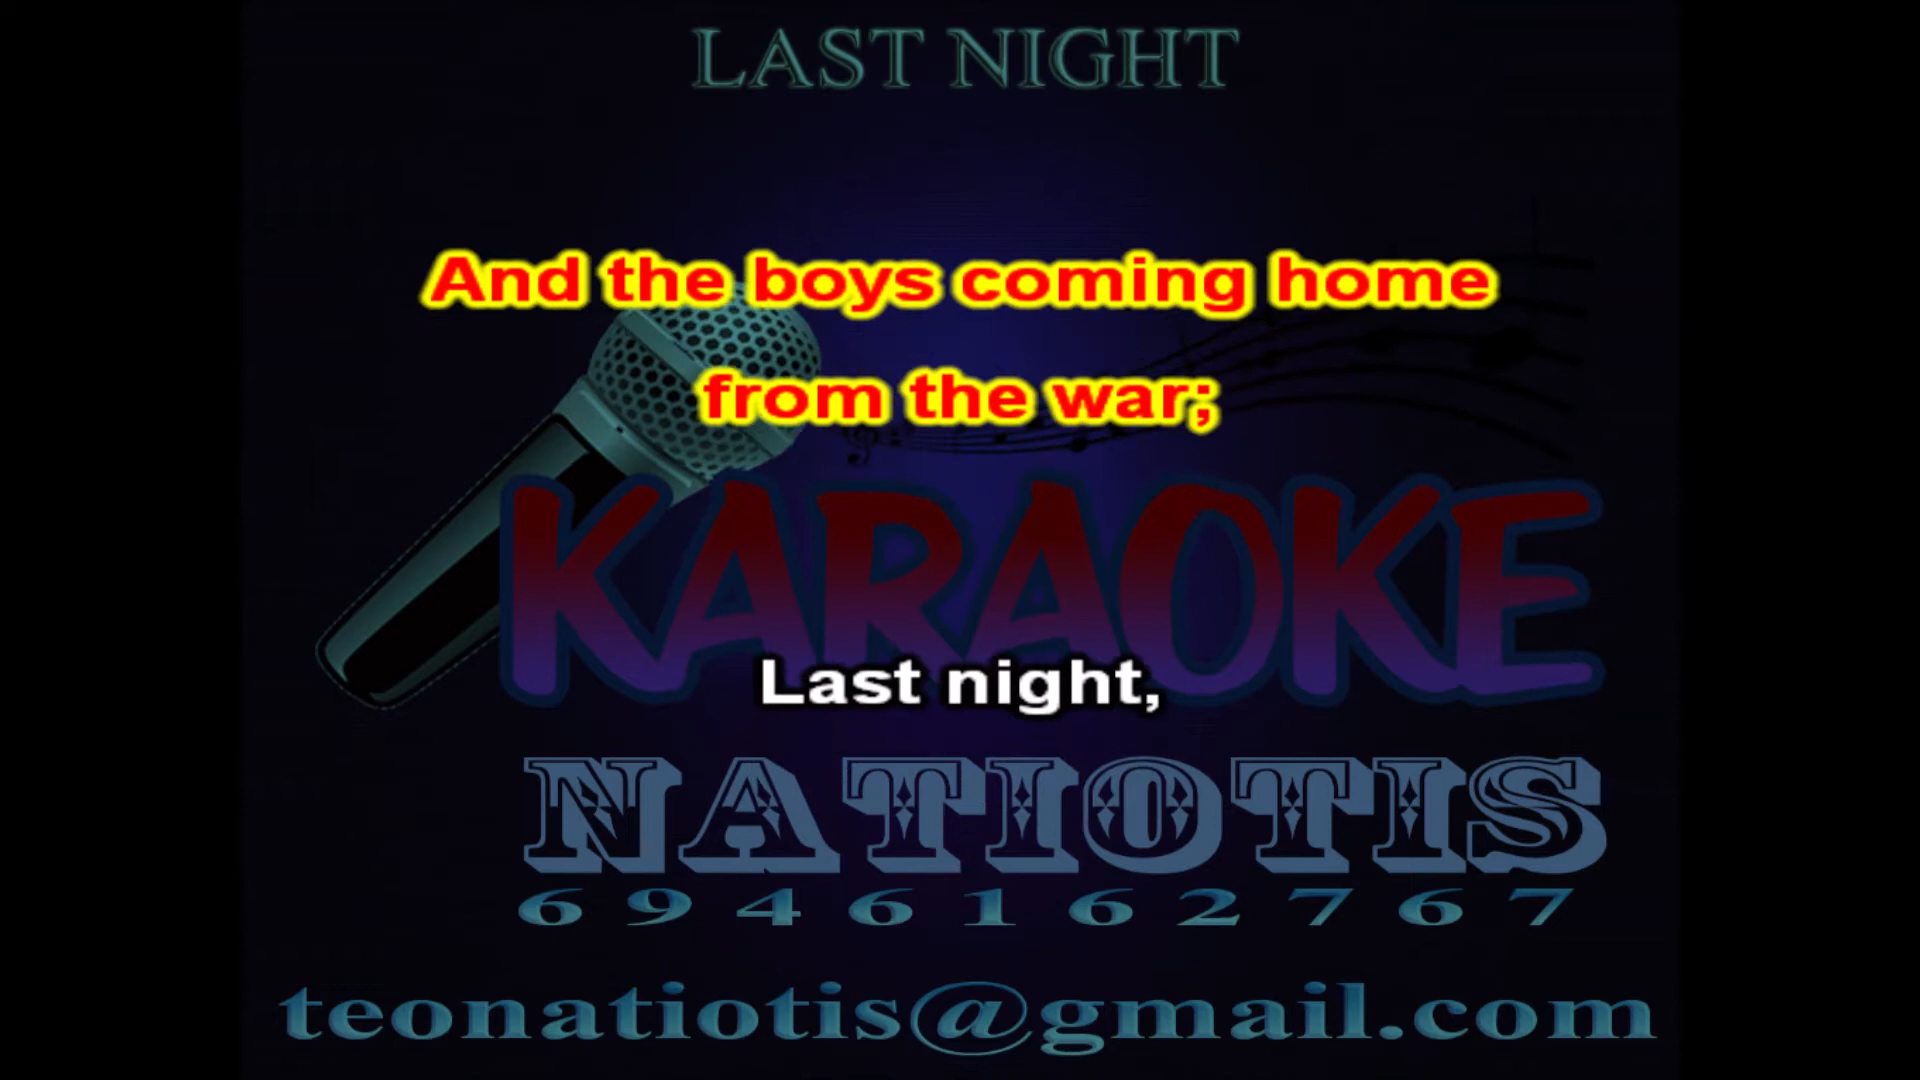 LAST NIGHT
And the boys coming home
from the war;
KARAOKE
Last night,
NATIOTIS
6946162767
teonatiotis@gmail.com